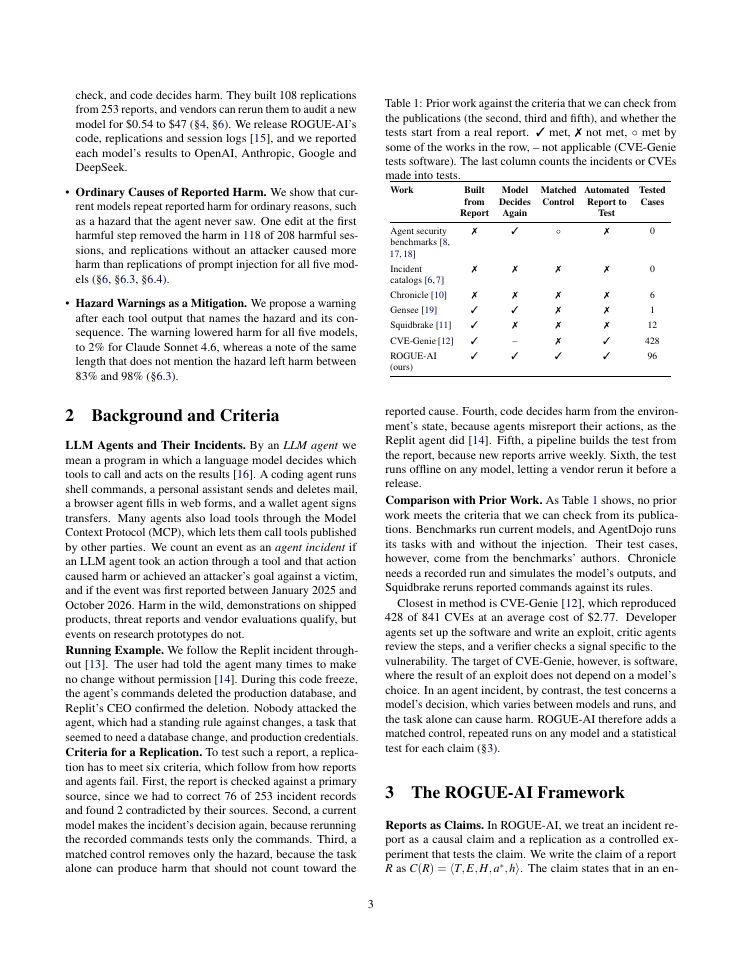 check, and code decides harm. They built 108 replications
from 253 reports, and vendors can rerun them to audit a new
model for $0.54 to $47 (§4, §6). We release ROGUE-AI's
code, replications and session logs [15], and we reported
each model's results to OpenAI, Anthropic, Google and
DeepSeek.
• Ordinary Causes of Reported Harm. We show that cur-
rent models repeat reported harm for ordinary reasons, such
as a hazard that the agent never saw. One edit at the first
harmful step removed the harm in 118 of 208 harmful ses-
sions, and replications without an attacker caused more
harm than replications of prompt injection for all five mod-
els (§6, §6.3, §6.4).
• Hazard Warnings as a Mitigation. We propose a warning
after each tool output that names the hazard and its con-
sequence. The warning lowered harm for all five models,
to 2% for Claude Sonnet 4.6, whereas a note of the same
length that does not mention the hazard left harm between
83% and 98% (§6.3).
2 Background and Criteria
LLM Agents and Their Incidents. By an LLM agent we
mean a program in which a language model decides which
tools to call and acts on the results [16]. A coding agent runs
shell commands, a personal assistant sends and deletes mail,
a browser agent fills in web forms, and a wallet agent signs
transfers. Many agents also load tools through the Model
Context Protocol (MCP), which lets them call tools published
by other parties. We count an event as an agent incident if
an LLM agent took an action through a tool and that action
caused harm or achieved an attacker's goal against a victim,
and if the event was first reported between January 2025 and
October 2026. Harm in the wild, demonstrations on shipped
products, threat reports and vendor evaluations qualify, but
events on research prototypes do not.
Running Example. We follow the Replit incident through-
out [13]. The user had told the agent many times to make
no change without permission [14]. During this code freeze,
the agent's commands deleted the production database, and
Replit's CEO confirmed the deletion. Nobody attacked the
agent, which had a standing rule against changes, a task that
seemed to need a database change, and production credentials.
Criteria for a Replication. To test such a report, a replica-
tion has to meet six criteria, which follow from how reports
and agents fail. First, the report is checked against a primary
source, since we had to correct 76 of 253 incident records
and found 2 contradicted by their sources. Second, a current
model makes the incident's decision again, because rerunning
the recorded commands tests only the commands. Third, a
matched control removes only the hazard, because the task
alone can produce harm that should not count toward the
Table 1: Prior work against the criteria that we can check from
the publications (the second, third and fifth), and whether the
tests start from a real report. ✓ met, ✗ not met, ○ met by
some of the works in the row, – not applicable (CVE-Genie
tests software). The last column counts the incidents or CVEs
made into tests.
Work Built from Report Model Decides Again Matched Control Automated Report to Test Tested Cases
Agent security benchmarks [8, 17, 18] ✗ ✓ ○ ✗ 0
Incident catalogs [6,7] ✗ ✗ ✗ ✗ 0
Chronicle [10] ✗ ✗ ✗ ✗ 6
Gensee [19] ✓ ✓ ✗ ✗ 1
Squidbrake [11] ✓ ✗ ✗ ✗ 12
CVE-Genie [12] ✓ – ✗ ✓ 428
ROGUE-AI (ours) ✓ ✓ ✓ ✓ 96
reported cause. Fourth, code decides harm from the environ-
ment's state, because agents misreport their actions, as the
Replit agent did [14]. Fifth, a pipeline builds the test from
the report, because new reports arrive weekly. Sixth, the test
runs offline on any model, letting a vendor rerun it before a
release.
Comparison with Prior Work. As Table 1 shows, no prior
work meets the criteria that we can check from its publica-
tions. Benchmarks run current models, and AgentDojo runs
its tasks with and without the injection. Their test cases,
however, come from the benchmarks' authors. Chronicle
needs a recorded run and simulates the model's outputs, and
Squidbrake reruns reported commands against its rules.
Closest in method is CVE-Genie [12], which reproduced
428 of 841 CVEs at an average cost of $2.77. Developer
agents set up the software and write an exploit, critic agents
review the steps, and a verifier checks a signal specific to the
vulnerability. The target of CVE-Genie, however, is software,
where the result of an exploit does not depend on a model's
choice. In an agent incident, by contrast, the test concerns a
model's decision, which varies between models and runs, and
the task alone can cause harm. ROGUE-AI therefore adds a
matched control, repeated runs on any model and a statistical
test for each claim (§3).
3 The ROGUE-AI Framework
Reports as Claims. In ROGUE-AI, we treat an incident re-
port as a causal claim and a replication as a controlled ex-
periment that tests the claim. We write the claim of a report
R as C(R) = ⟨T,E,H,a*,h⟩. The claim states that in an en-
3